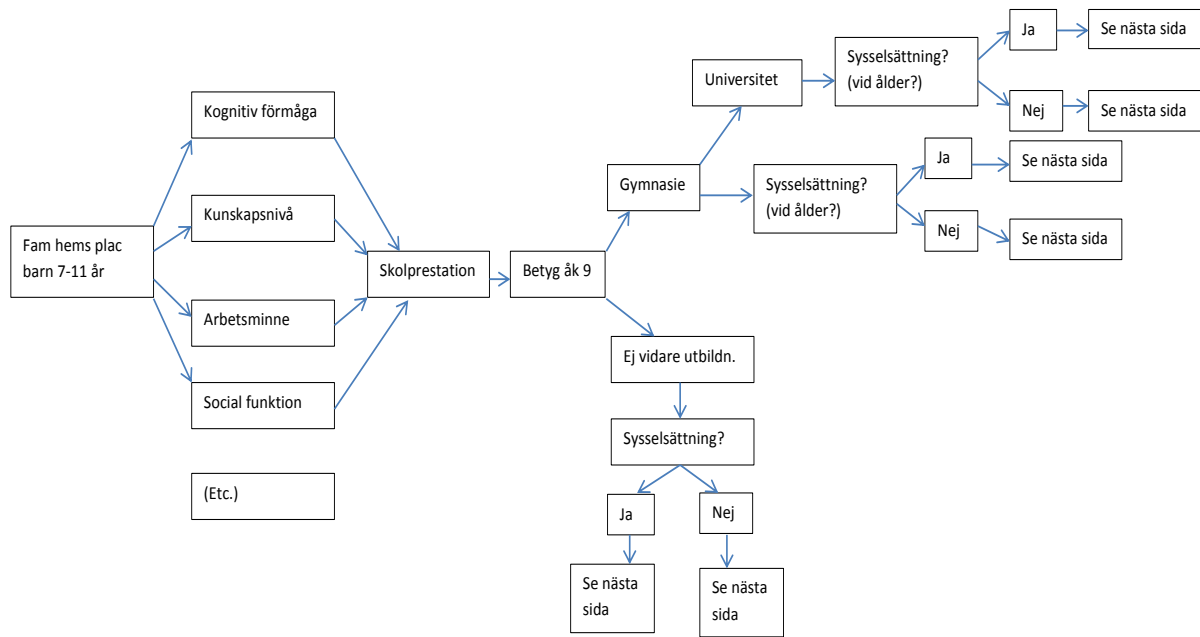 Fam hems plac
barn 7-11 år
Kognitiv förmåga
Kunskapsnivå
Arbetsminne
Social funktion
(Etc.)
Skolprestation
Betyg åk 9
Gymnasie
Universitet
Sysselsättning?
(vid ålder?)
Ja
Se nästa sida
Nej
Se nästa sida
Sysselsättning?
(vid ålder?)
Ja
Se nästa sida
Nej
Se nästa sida
Ej vidare utbildn.
Sysselsättning?
Ja
Nej
Se nästa
sida
Se nästa
sida